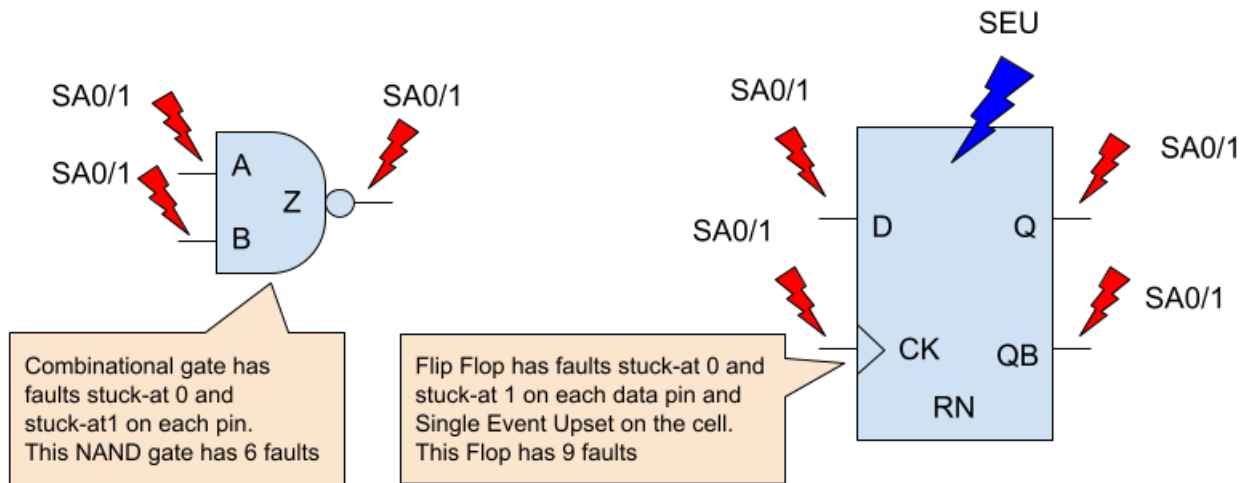 SEU
SA0/1
SA0/1
SA0/1
SA0/1
SA0/1
SA0/1
SA0/1
A
B
Z
D
Q
CK
QB
RN
Combinational gate has
faults stuck-at 0 and
stuck-at1 on each pin.
This NAND gate has 6 faults
Flip Flop has faults stuck-at 0 and
stuck-at 1 on each data pin and
Single Event Upset on the cell.
This Flop has 9 faults